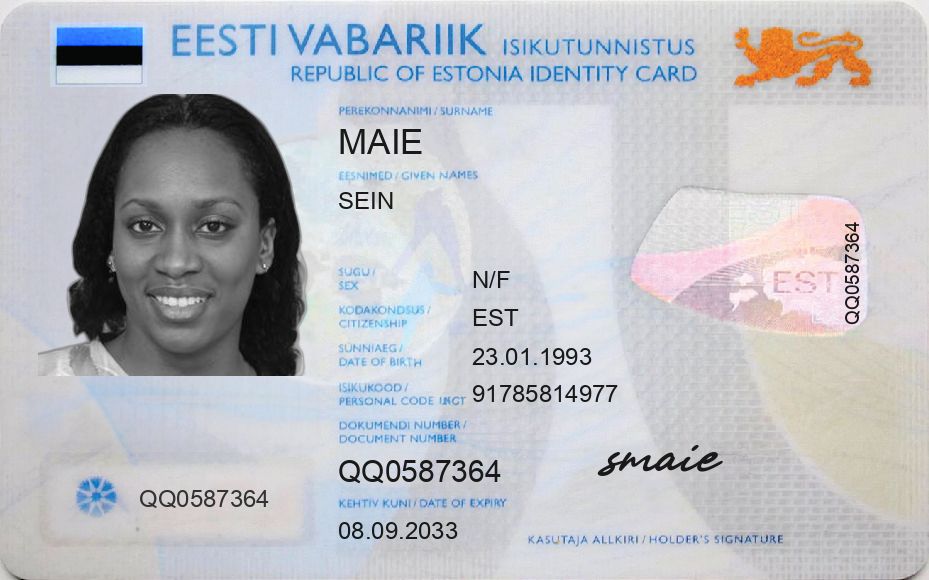 EESTI VABARIIK ISIKUTUNNISTUS
REPUBLIC OF ESTONIA IDENTITY CARD
PEREKONNANIMI / SURNAME
MAIE
EESNIMED / GIVEN NAMES
SEIN
SUGU / SEX
N/F
KODAKONDSUS / CITIZENSHIP
EST
SÜNNIAEG / DATE OF BIRTH
23.01.1993
ISIKUKOOD / PERSONAL CODE
91785814977
DOKUMENDI NUMBER / DOCUMENT NUMBER
QQ0587364
KEHTIV KUNI / DATE OF EXPIRY
08.09.2033
QQ0587364
EST
QQ0587364
smaie
KASUTAJA ALLKIRI / HOLDER'S SIGNATURE